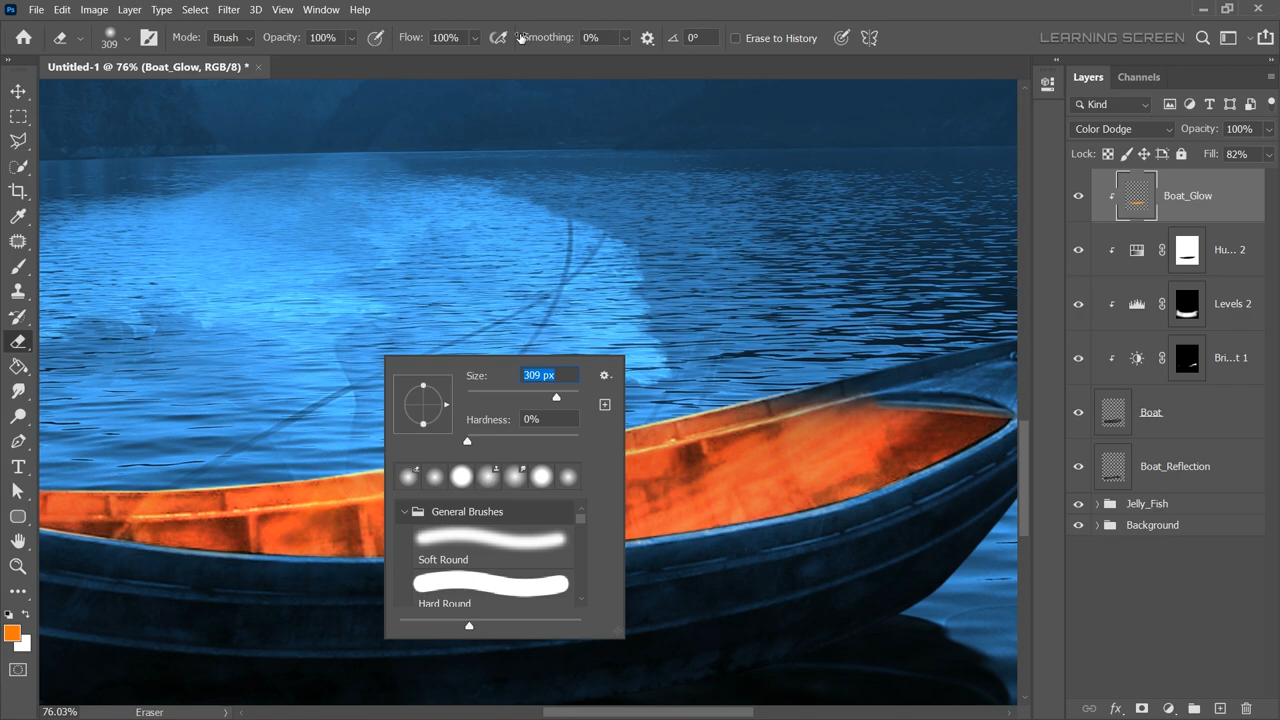 Ps File Edit Image Layer Type Select Filter 3D View Window Help
309 Mode: Brush Opacity: 100% Flow: 100% Smoothing: 0% 0° Erase to History LEARNING SCREEN
Untitled-1 @ 76% (Boat_Glow, RGB/8) *
Layers Channels
Kind
Color Dodge Opacity: 100%
Lock: Fill: 82%
Boat_Glow
Hu... 2
Levels 2
Bri...t 1
Boat
Boat_Reflection
Jelly_Fish
Background
Size: 309 px
Hardness: 0%
General Brushes
Soft Round
Hard Round
76.03% Eraser